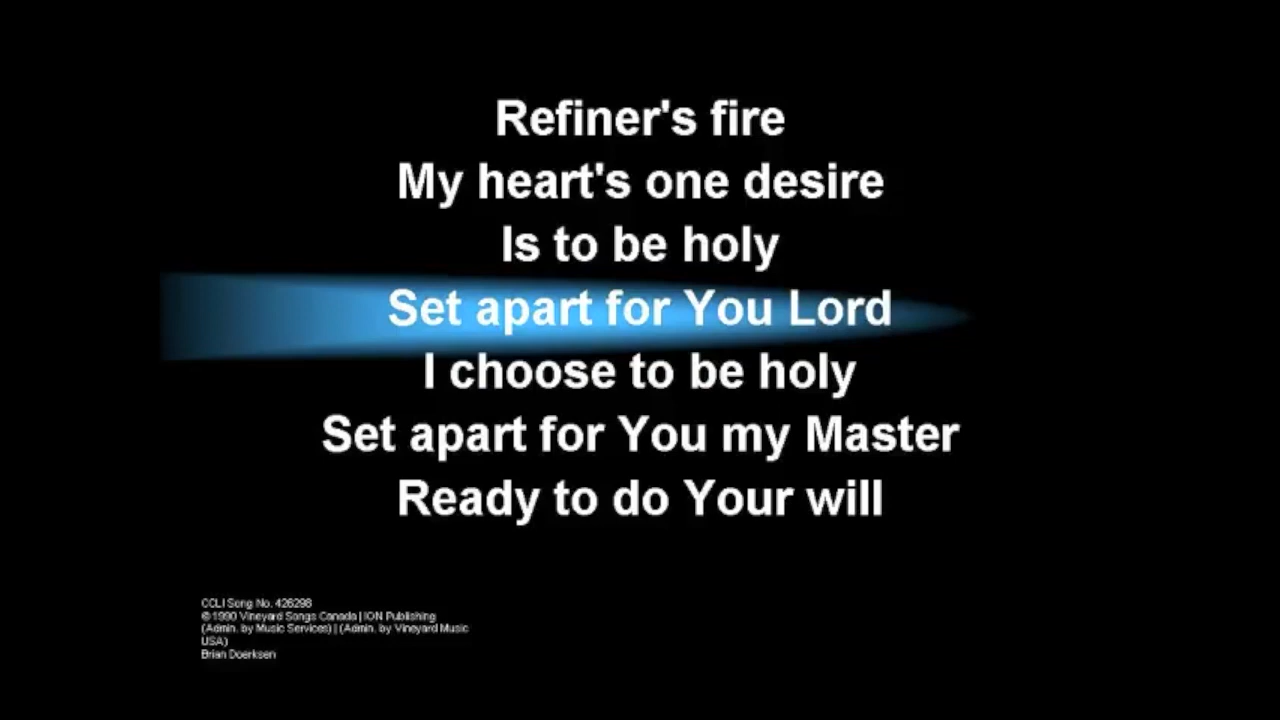 Refiner's fire
My heart's one desire
Is to be holy
Set apart for You Lord
I choose to be holy
Set apart for You my Master
Ready to do Your will
CCLI Song No. 426298
© 1990 Vineyard Songs Canada | ION Publishing
(Admin. by Music Services) | (Admin. by Vineyard Music
USA)
Brian Doerksen